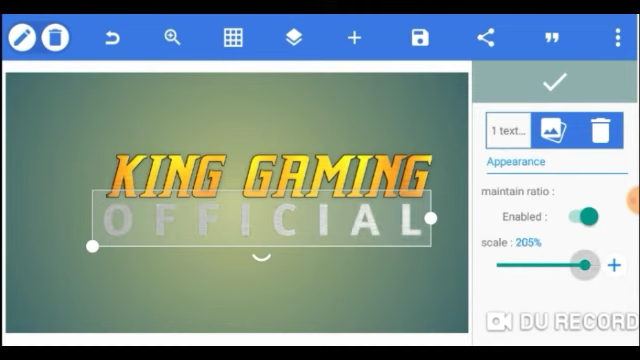 1 text...
Appearance
KING GAMING
maintain ratio :
OFFICIAL
Enabled :
scale : 205%
DU RECORD